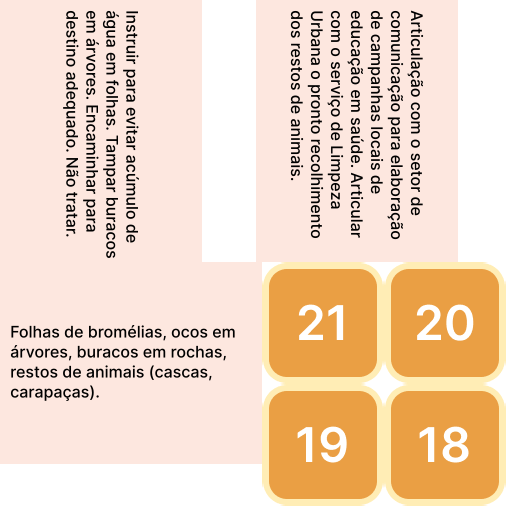 Instruir para evitar acúmulo de
água em folhas. Tampar buracos
em árvores. Encaminhar para
destino adequado. Não tratar.
Articulação com o setor de
comunicação para elaboração
de campanhas locais de
educação em saúde. Articular
com o serviço de Limpeza
Urbana o pronto recolhimento
dos restos de animais.
Folhas de bromélias, ocos em
árvores, buracos em rochas,
restos de animais (cascas,
carapaças).
21
20
19
18